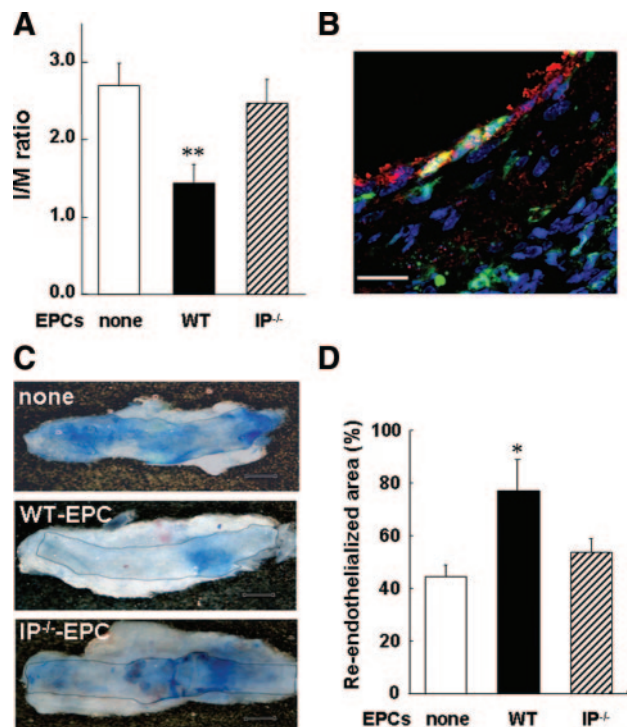 A
I/M ratio
3.0
2.0
1.0
0.0
**
EPCs none WT IP-/-
B
C
none
WT-EPC
IP-/--EPC
D
Re-endothelialized area (%)
100
80
60
40
20
0
*
EPCs none WT IP-/-